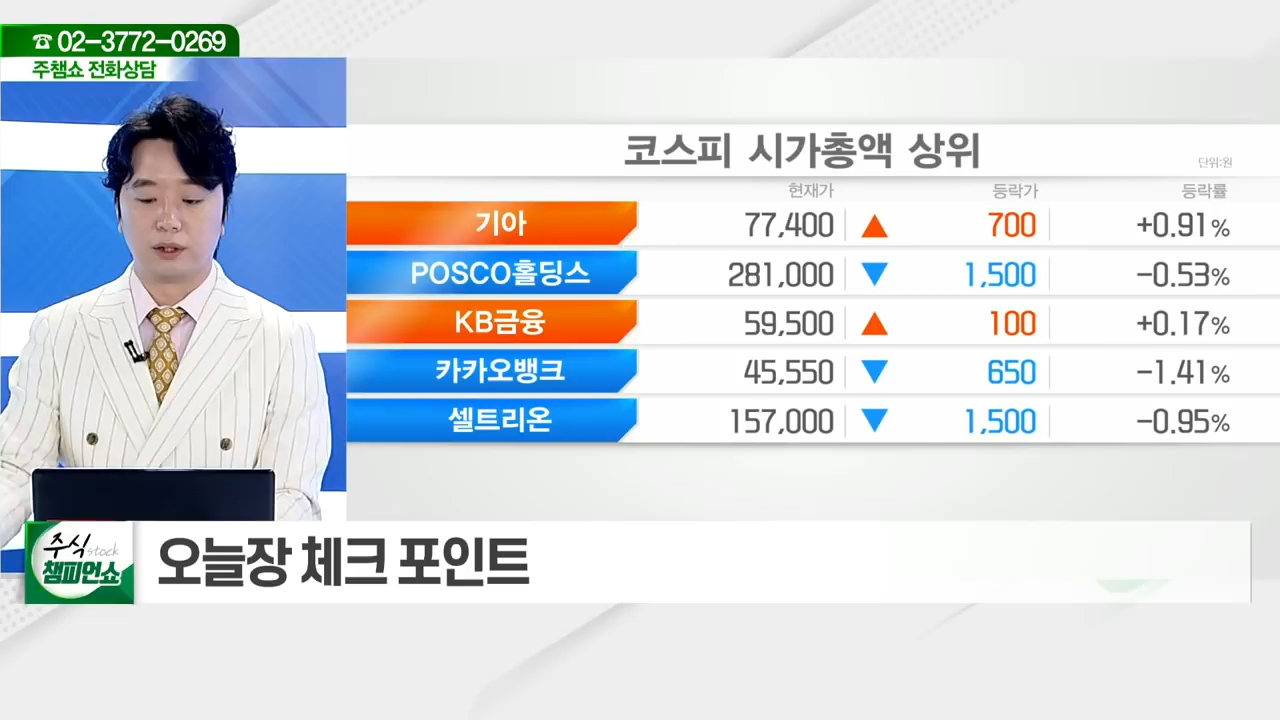 ☎ 02-3772-0269
주챔쇼 전화상담
코스피 시가총액 상위
단위:원
현재가 등락가 등락률
기아 77,400 ▲ 700 +0.91%
POSCO홀딩스 281,000 ▼ 1,500 -0.53%
KB금융 59,500 ▲ 100 +0.17%
카카오뱅크 45,550 ▼ 650 -1.41%
셀트리온 157,000 ▼ 1,500 -0.95%
주식 stock
챔피언쇼
오늘장 체크 포인트